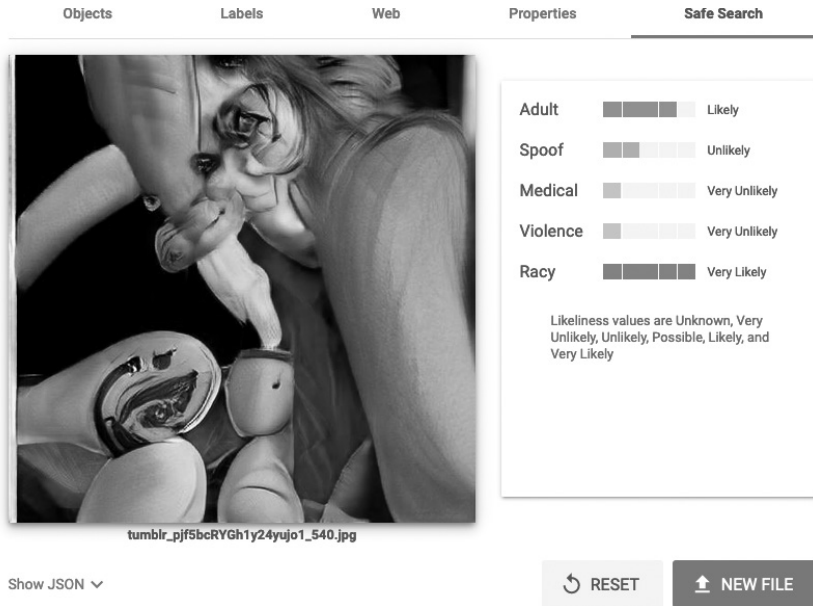 Objects Labels Web Properties Safe Search
Adult Likely
Spoof Unlikely
Medical Very Unlikely
Violence Very Unlikely
Racy Very Likely
Likeliness values are Unknown, Very
Unlikely, Unlikely, Possible, Likely, and
Very Likely
tumblr_pjf5bcRYGh1y24yujo1_540.jpg
Show JSON
RESET
NEW FILE